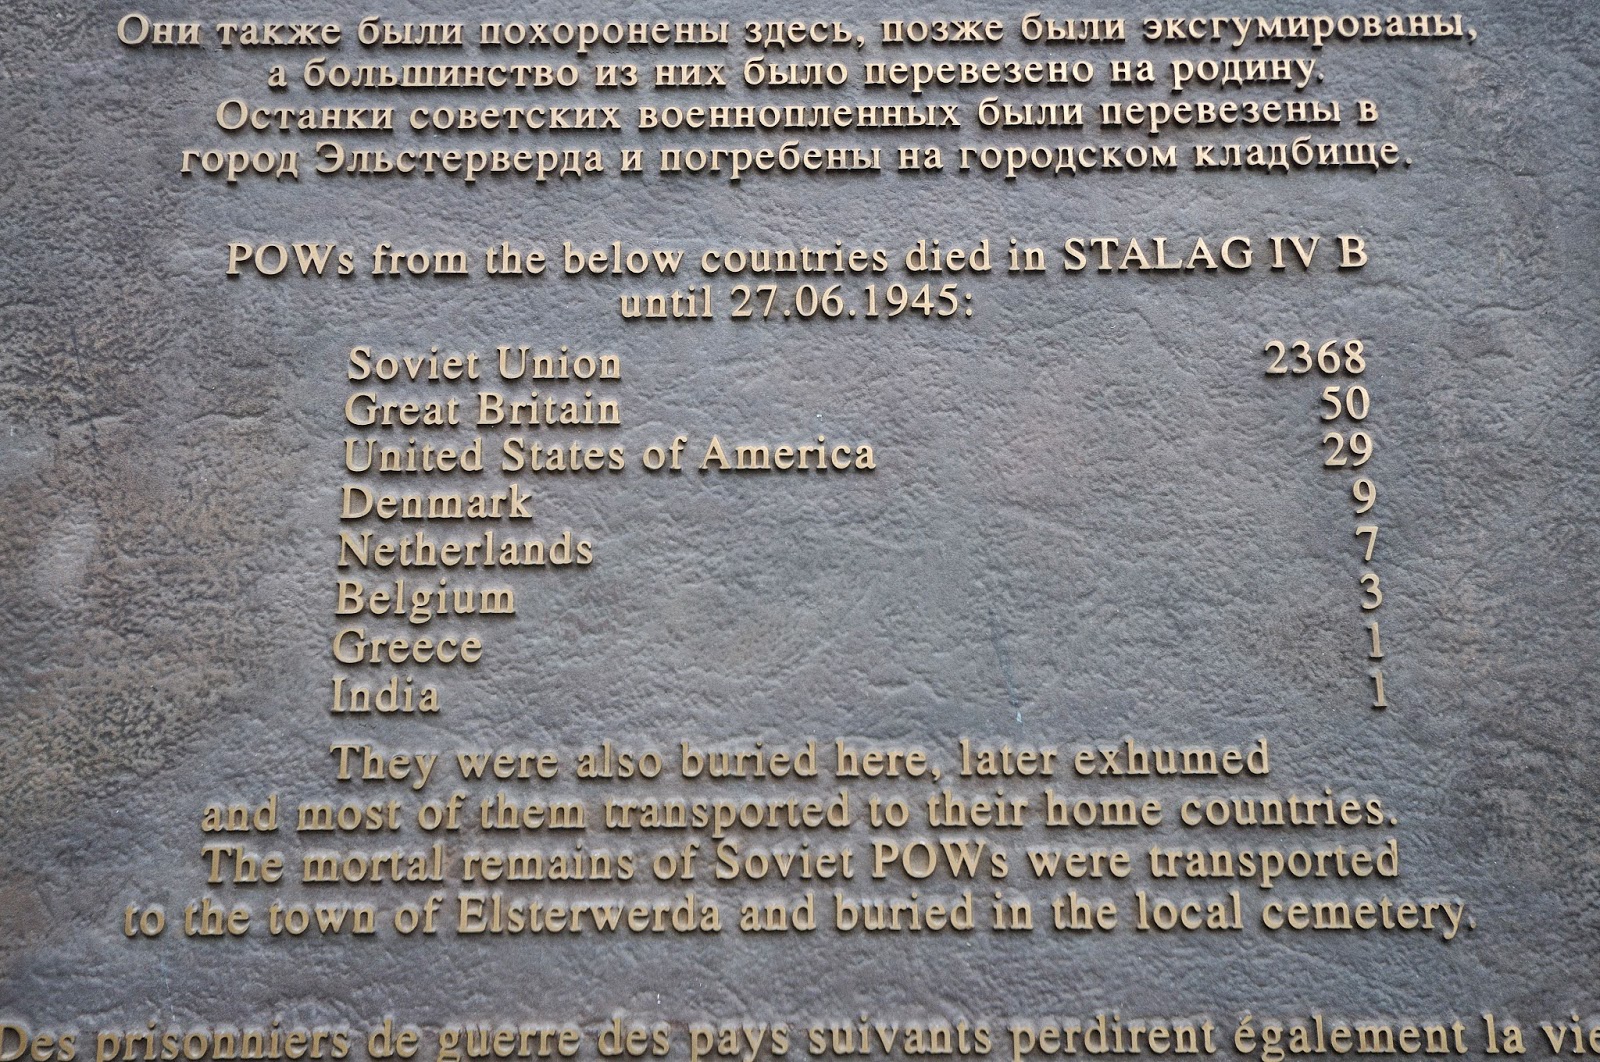 Они также были похоронены здесь, позже были эксгумированы,
а большинство из них было перевезено на родину.
Останки советских военнопленных были перевезены в
город Эльстерверда и погребены на городском кладбище.
POWs from the below countries died in STALAG IV B
until 27.06.1945:
Soviet Union 2368
Great Britain 50
United States of America 29
Denmark 9
Netherlands 7
Belgium 3
Greece 1
India 1
They were also buried here, later exhumed
and most of them transported to their home countries.
The mortal remains of Soviet POWs were transported
to the town of Elsterwerda and buried in the local cemetery.
Des prisonniers de guerre des pays suivants perdirent également la vie